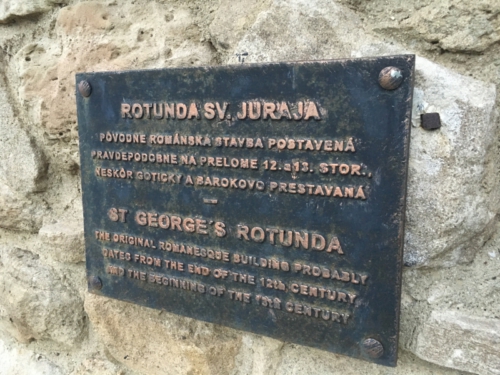 ROTUNDA SV. JURAJA
PÔVODNE ROMÁNSKA STAVBA POSTAVENÁ
PRAVDEPODOBNE NA PRELOME 12. a 13. STOR.,
NESKÔR GOTICKY A BAROKOVO PRESTAVANÁ
—
ST GEORGE'S ROTUNDA
THE ORIGINAL ROMANESQUE BUILDING PROBABLY
DATES FROM THE END OF THE 12th CENTURY
AND THE BEGINNING OF THE 13th CENTURY